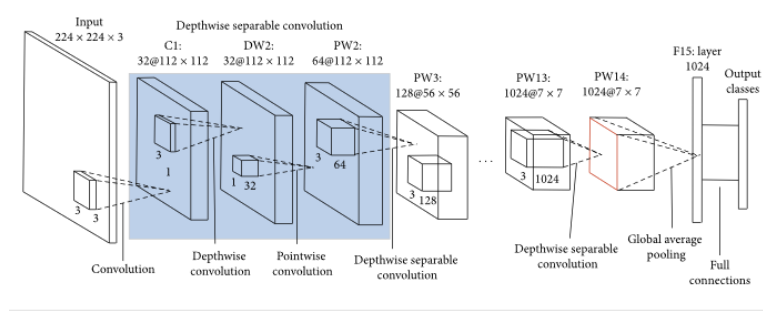 Input
224 × 224 × 3
Depthwise separable convolution
C1:
32@112 × 112
DW2:
32@112 × 112
PW2:
64@112 × 112
PW3:
128@56 × 56
PW13:
1024@7 × 7
PW14:
1024@7 × 7
F15: layer
1024
Output
classes
3
3
3
1
1
32
3
64
3
128
...
3
1024
Convolution
Depthwise
convolution
Pointwise
convolution
Depthwise separable
convolution
Depthwise separable
convolution
Global average
pooling
Full
connections